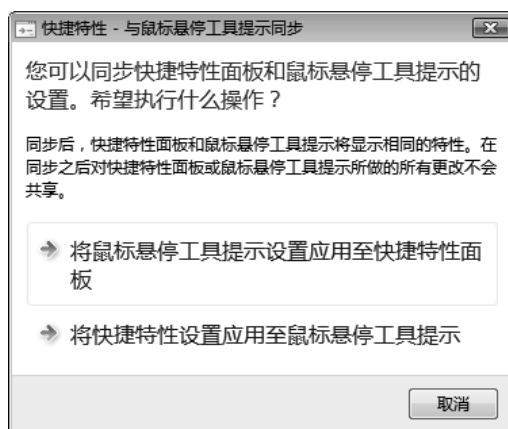 快捷特性 - 与鼠标悬停工具提示同步
您可以同步快捷特性面板和鼠标悬停工具提示的
设置。希望执行什么操作？
同步后，快捷特性面板和鼠标悬停工具提示将显示相同的特性。在
同步之后对快捷特性面板或鼠标悬停工具提示所做的所有更改不会
共享。
将鼠标悬停工具提示设置应用至快捷特性面
板
将快捷特性设置应用至鼠标悬停工具提示
取消